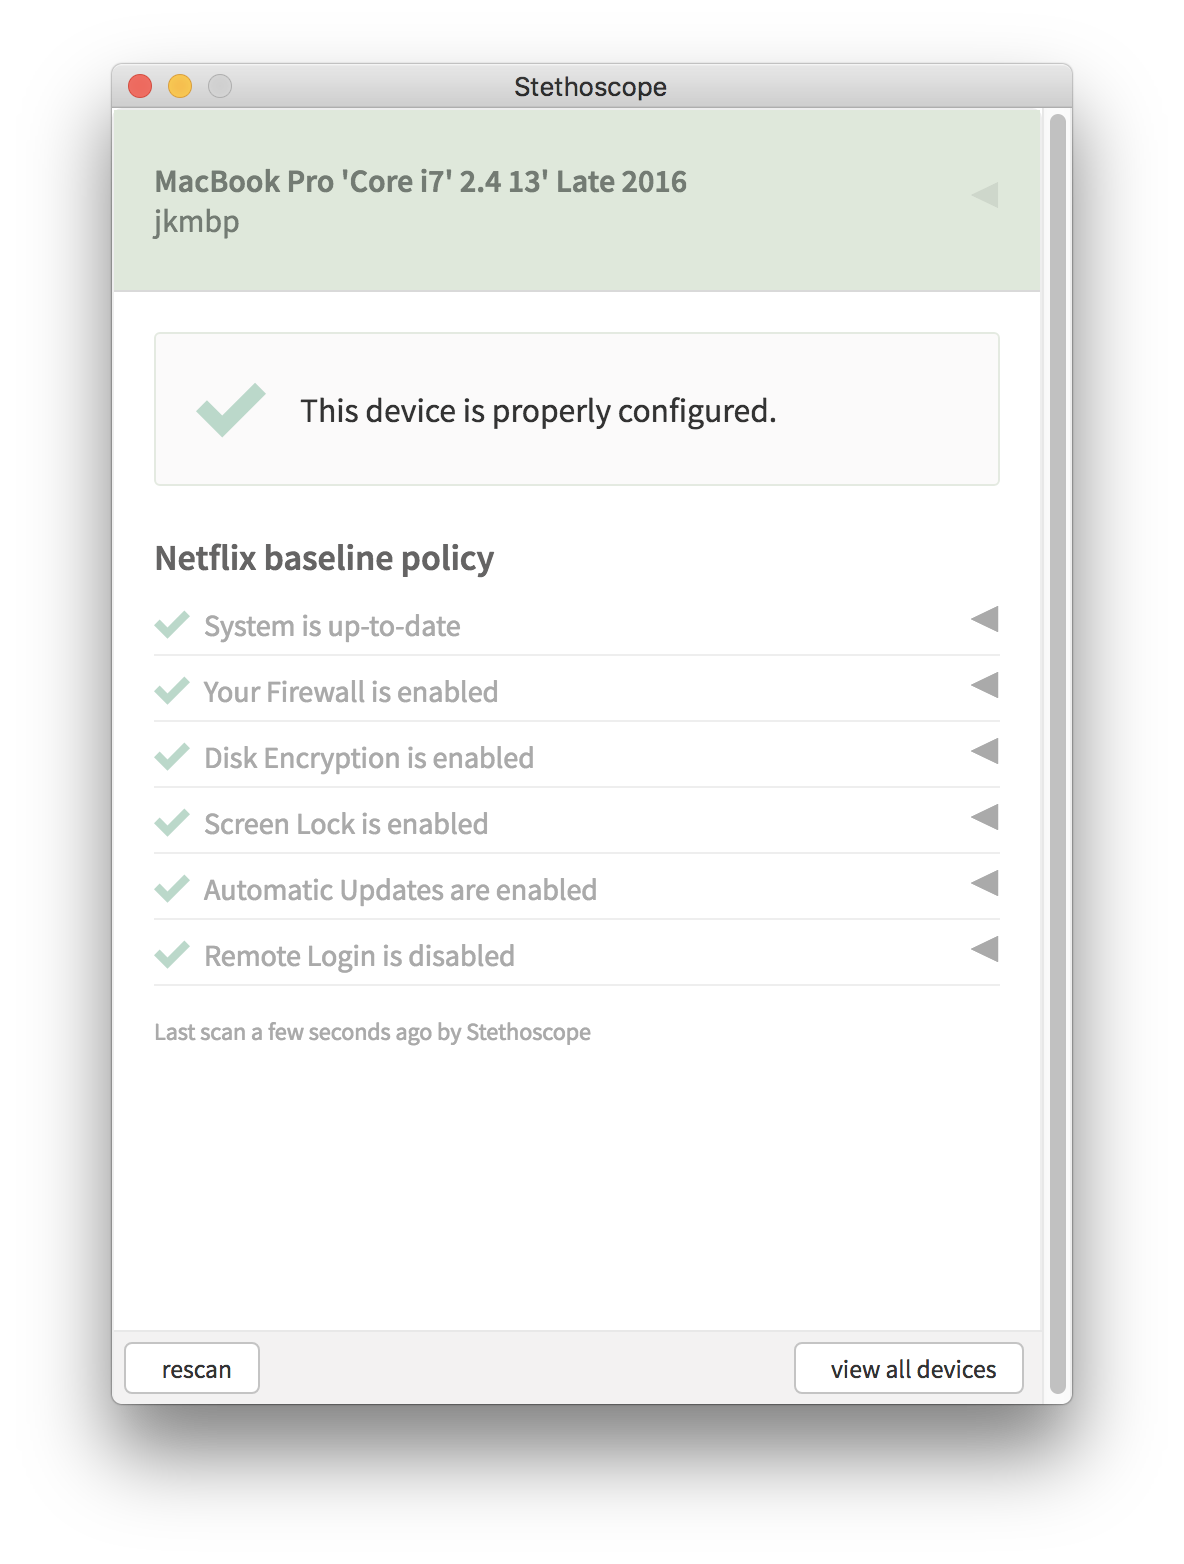 Stethoscope
MacBook Pro 'Core i7' 2.4 13' Late 2016
jkmbp
This device is properly configured.
Netflix baseline policy
System is up-to-date
Your Firewall is enabled
Disk Encryption is enabled
Screen Lock is enabled
Automatic Updates are enabled
Remote Login is disabled
Last scan a few seconds ago by Stethoscope
rescan
view all devices